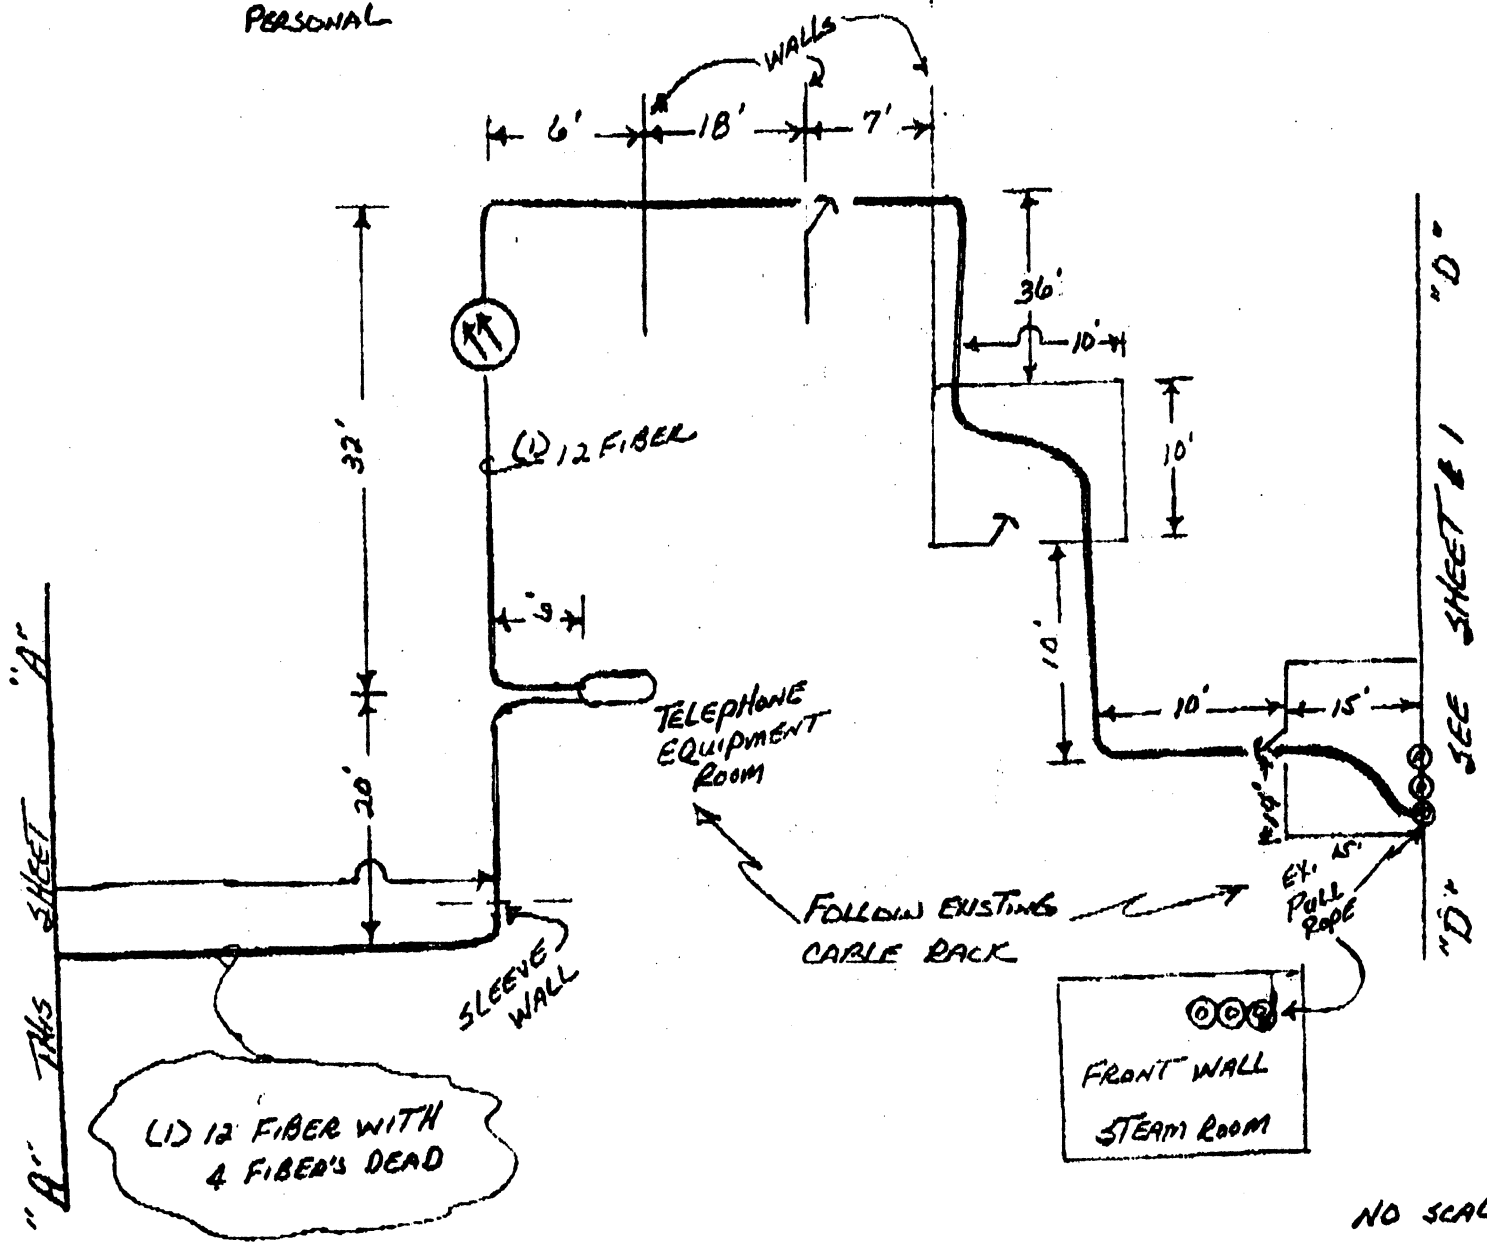 PERSONAL
WALLS
6'
18'
7'
36'
10'
10'
32'
(1) 12 FIBER
10'
20'
TELEPHONE
EQUIPMENT
ROOM
10'
15'
15'
EX.
PULL
ROPE
FOLLOW EXISTING
CABLE RACK
SLEEVE
WALL
(1) 12 FIBER WITH
4 FIBER'S DEAD
FRONT WALL
STEAM ROOM
"A" THIS SHEET "A"
"D" SEE SHEET # 1 "D"
NO SCAL